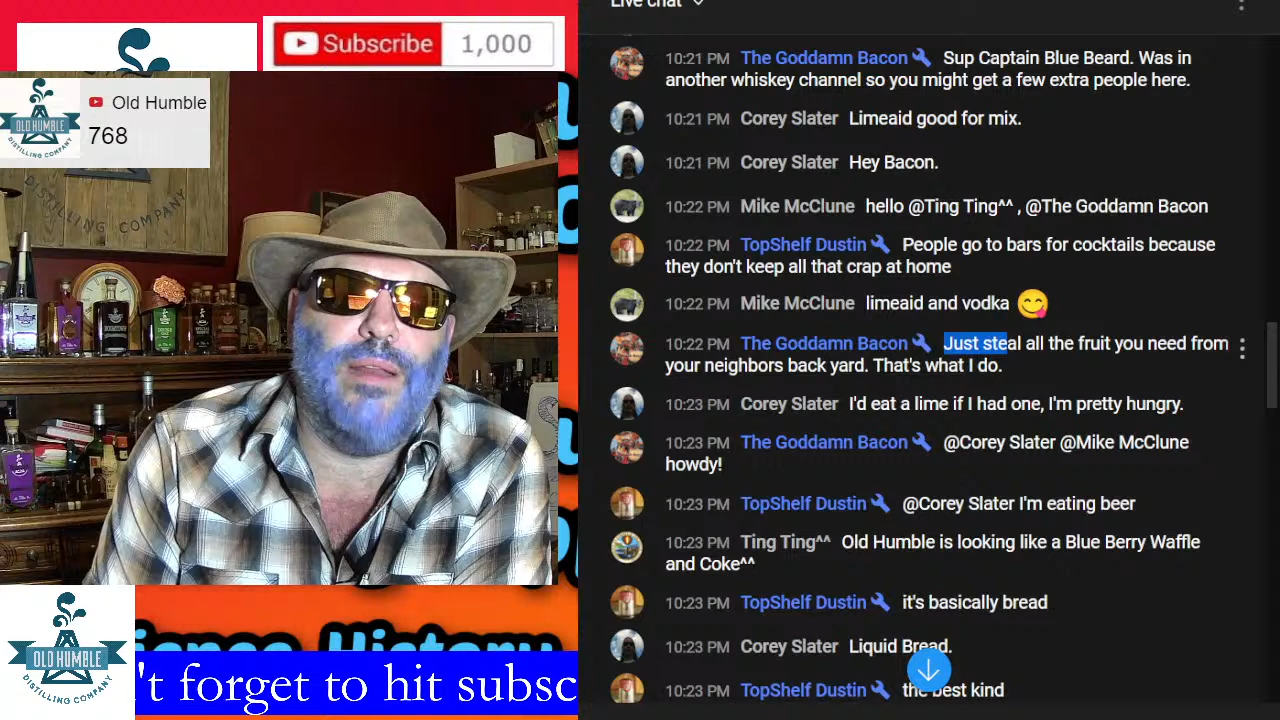 Subscribe 1,000
Old Humble
768
OLD HUMBLE
DISTILLING COMPANY
DISTILLING COMPANY
OLD HUMBLE
DISTILLING COMPANY
't forget to hit subsc
Live chat
10:21 PM The Goddamn Bacon Sup Captain Blue Beard. Was in
another whiskey channel so you might get a few extra people here.
10:21 PM Corey Slater Limeaid good for mix.
10:21 PM Corey Slater Hey Bacon.
10:22 PM Mike McClune hello @Ting Ting^^ , @The Goddamn Bacon
10:22 PM TopShelf Dustin People go to bars for cocktails because
they don't keep all that crap at home
10:22 PM Mike McClune limeaid and vodka 😋
10:22 PM The Goddamn Bacon Just steal all the fruit you need from
your neighbors back yard. That's what I do.
10:23 PM Corey Slater I'd eat a lime if I had one, I'm pretty hungry.
10:23 PM The Goddamn Bacon @Corey Slater @Mike McClune
howdy!
10:23 PM TopShelf Dustin @Corey Slater I'm eating beer
10:23 PM Ting Ting^^ Old Humble is looking like a Blue Berry Waffle
and Coke^^
10:23 PM TopShelf Dustin it's basically bread
10:23 PM Corey Slater Liquid Bread.
10:23 PM TopShelf Dustin the best kind